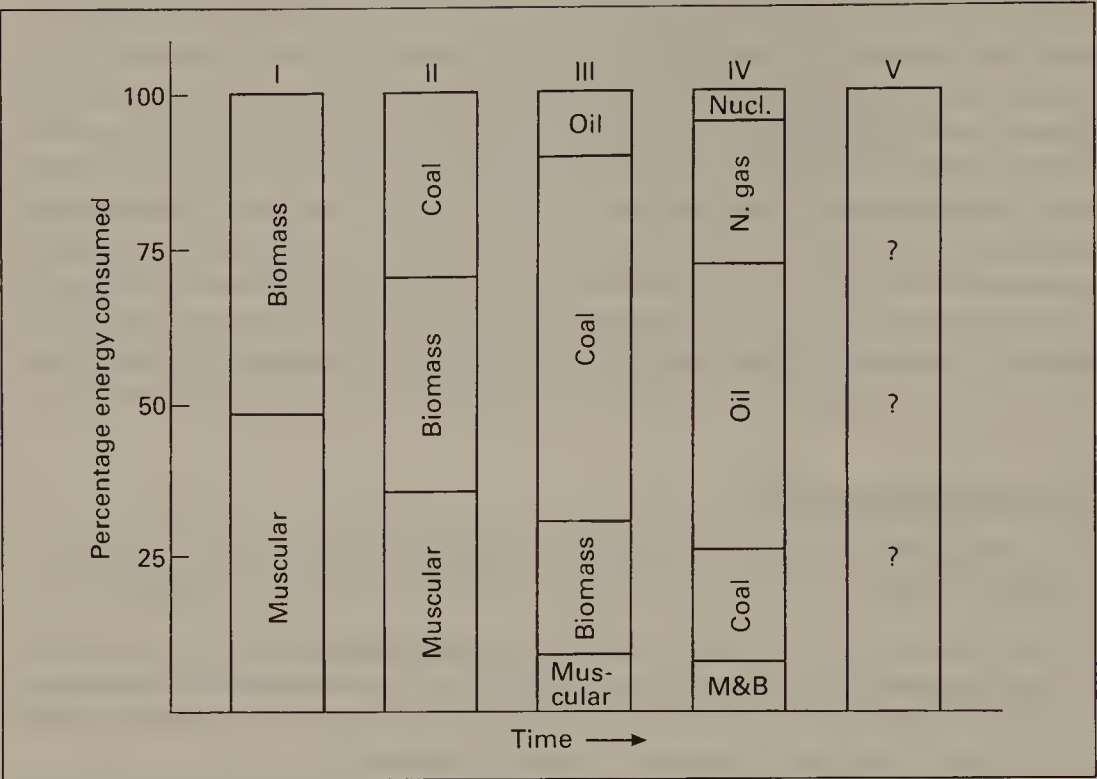 I
II
III
IV
V
100
75
50
25
Percentage energy consumed
Biomass
Muscular
Coal
Biomass
Muscular
Oil
Coal
Biomass
Mus-
cular
Nucl.
N. gas
Oil
Coal
M&B
?
?
?
Time